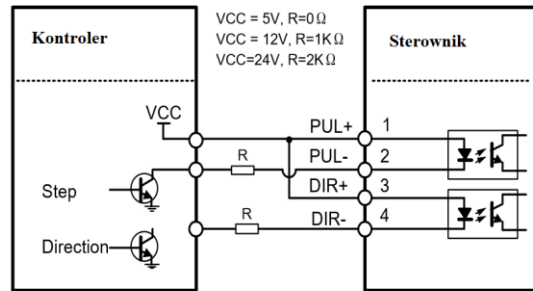 Kontroler
VCC = 5V, R=0Ω
VCC = 12V, R=1KΩ
VCC=24V, R=2KΩ
Sterownik
VCC
PUL+ 1
R PUL- 2
Step
DIR+ 3
R DIR- 4
Direction